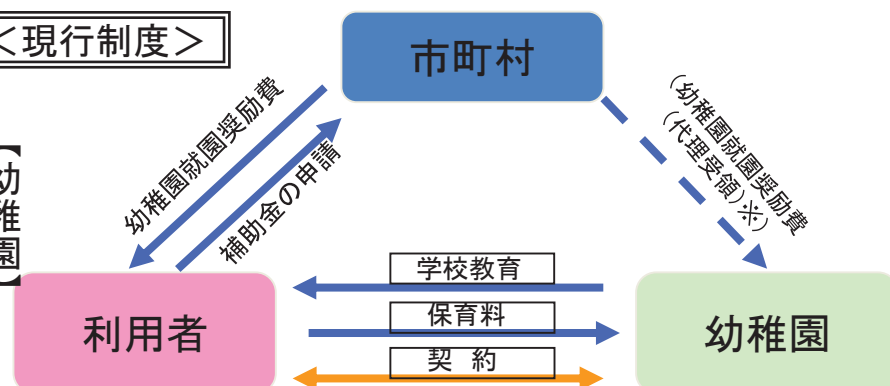 ＜現行制度＞
市町村
【幼稚園】
幼稚園就園奨励費
補助金の申請
（幼稚園就園奨励費
（代理受領）※）
利用者
学校教育
保育料
契 約
幼稚園